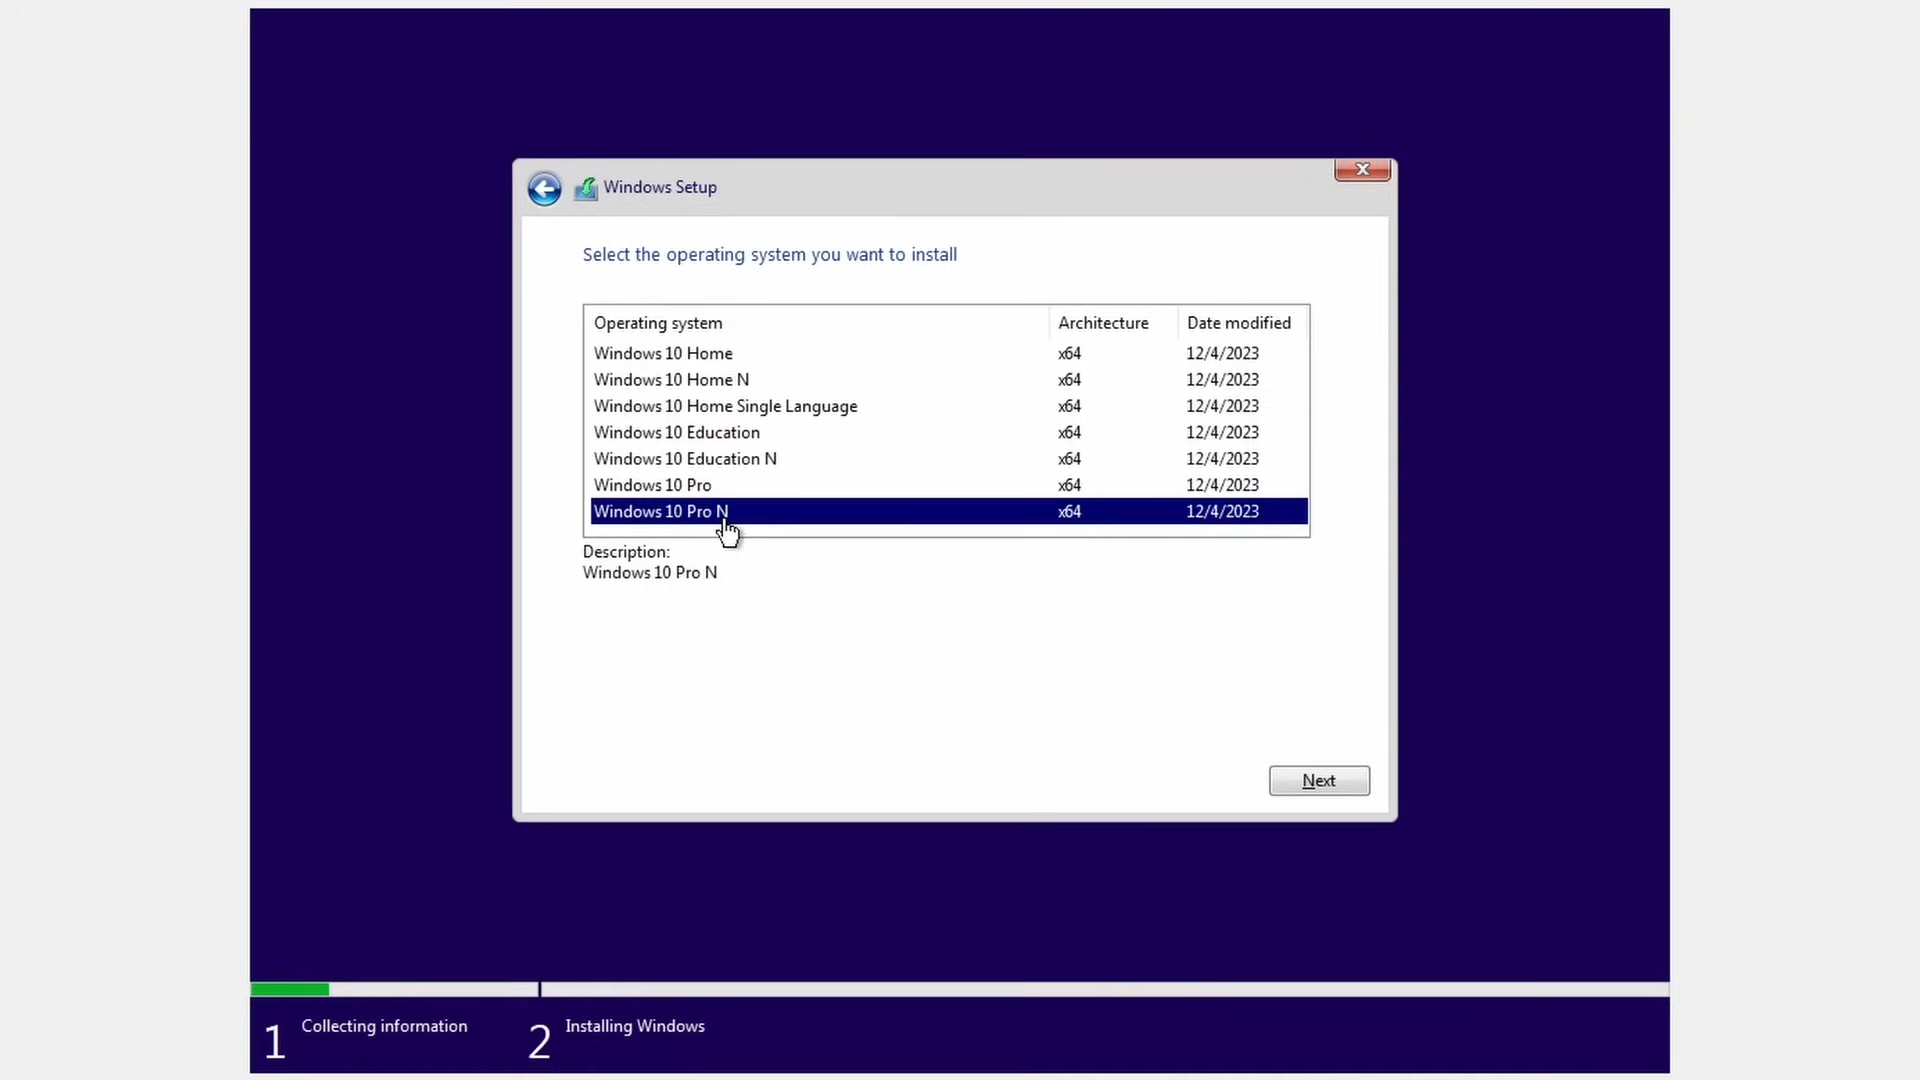 Windows Setup
Select the operating system you want to install
Operating system Architecture Date modified
Windows 10 Home x64 12/4/2023
Windows 10 Home N x64 12/4/2023
Windows 10 Home Single Language x64 12/4/2023
Windows 10 Education x64 12/4/2023
Windows 10 Education N x64 12/4/2023
Windows 10 Pro x64 12/4/2023
Windows 10 Pro N x64 12/4/2023
Description:
Windows 10 Pro N
Next
1 Collecting information 2 Installing Windows